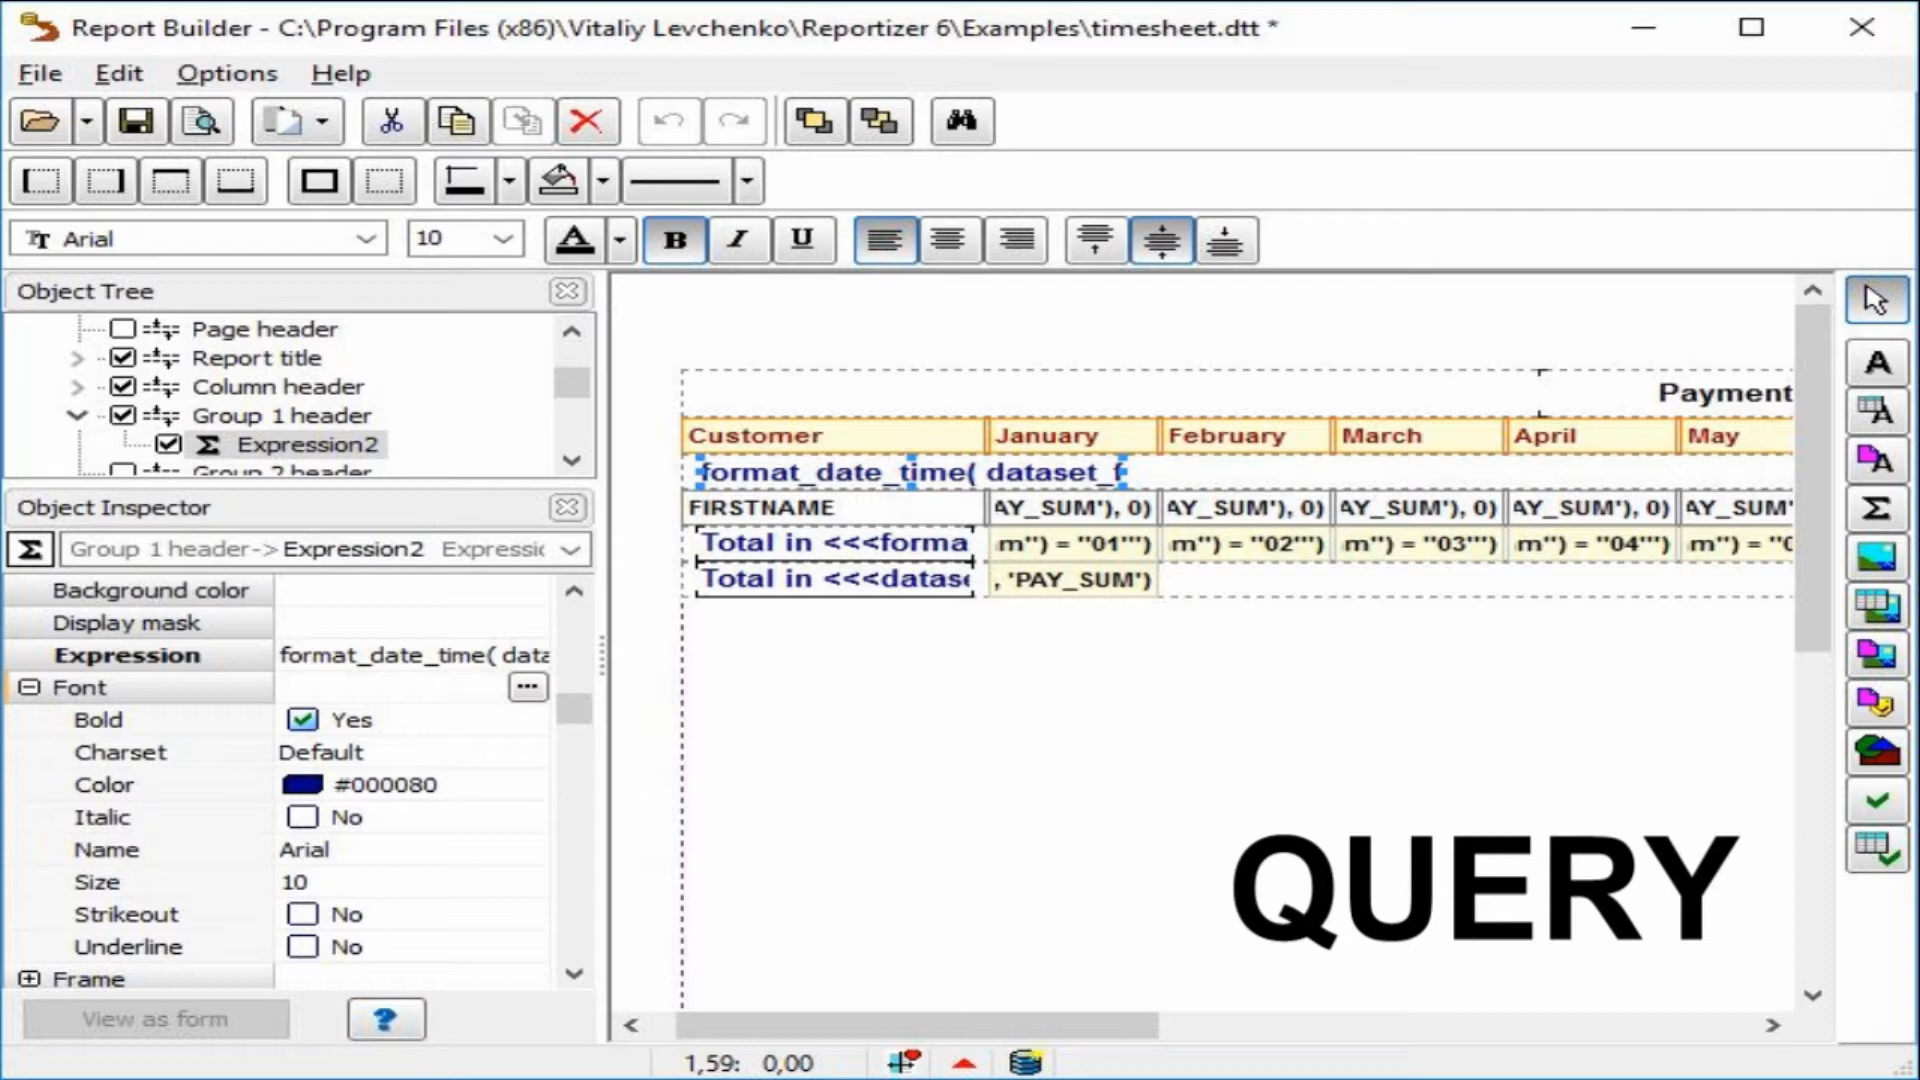 Report Builder - C:\Program Files (x86)\Vitaliy Levchenko\Reportizer 6\Examples\timesheet.dtt *
File Edit Options Help
Arial 10 A B I U
Object Tree
Page header
Report title
Column header
Group 1 header
Expression2
Group 2 header
Object Inspector
Group 1 header-> Expression2 Expressic
Background color
Display mask
Expression format_date_time( data
Font ...
Bold Yes
Charset Default
Color #000080
Italic No
Name Arial
Size 10
Strikeout No
Underline No
Frame
View as form ?
Payment
Customer January February March April May
format_date_time( dataset_f
FIRSTNAME AY_SUM'), 0) AY_SUM'), 0) AY_SUM'), 0) AY_SUM'), 0) AY_SUM'
Total in <<<forma m") = "01"') m") = "02"') m") = "03"') m") = "04"') m") = "0
Total in <<<datase , 'PAY_SUM')
QUERY
1,59: 0,00
A
A
A
Σ